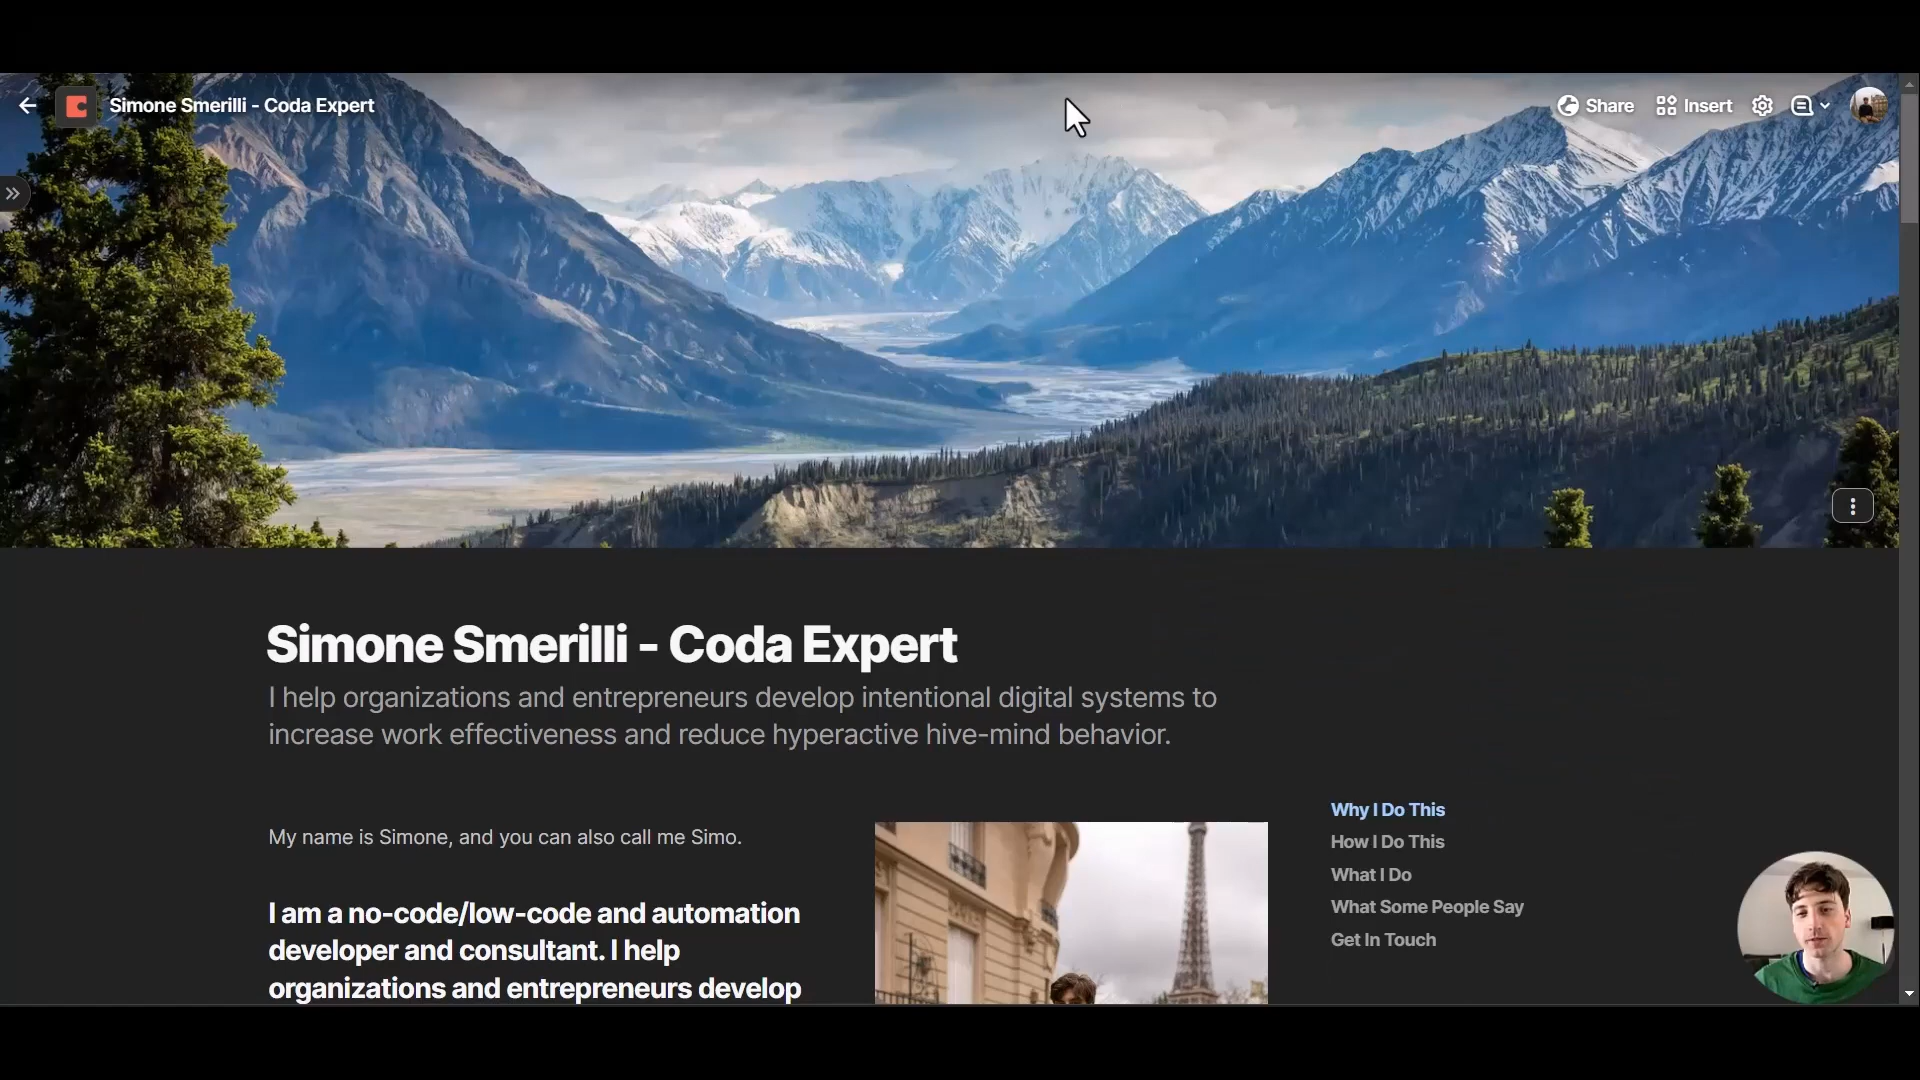 Simone Smerilli - Coda Expert
Share
Insert
Simone Smerilli - Coda Expert
I help organizations and entrepreneurs develop intentional digital systems to
increase work effectiveness and reduce hyperactive hive-mind behavior.
My name is Simone, and you can also call me Simo.
I am a no-code/low-code and automation
developer and consultant. I help
organizations and entrepreneurs develop
Why I Do This
How I Do This
What I Do
What Some People Say
Get In Touch